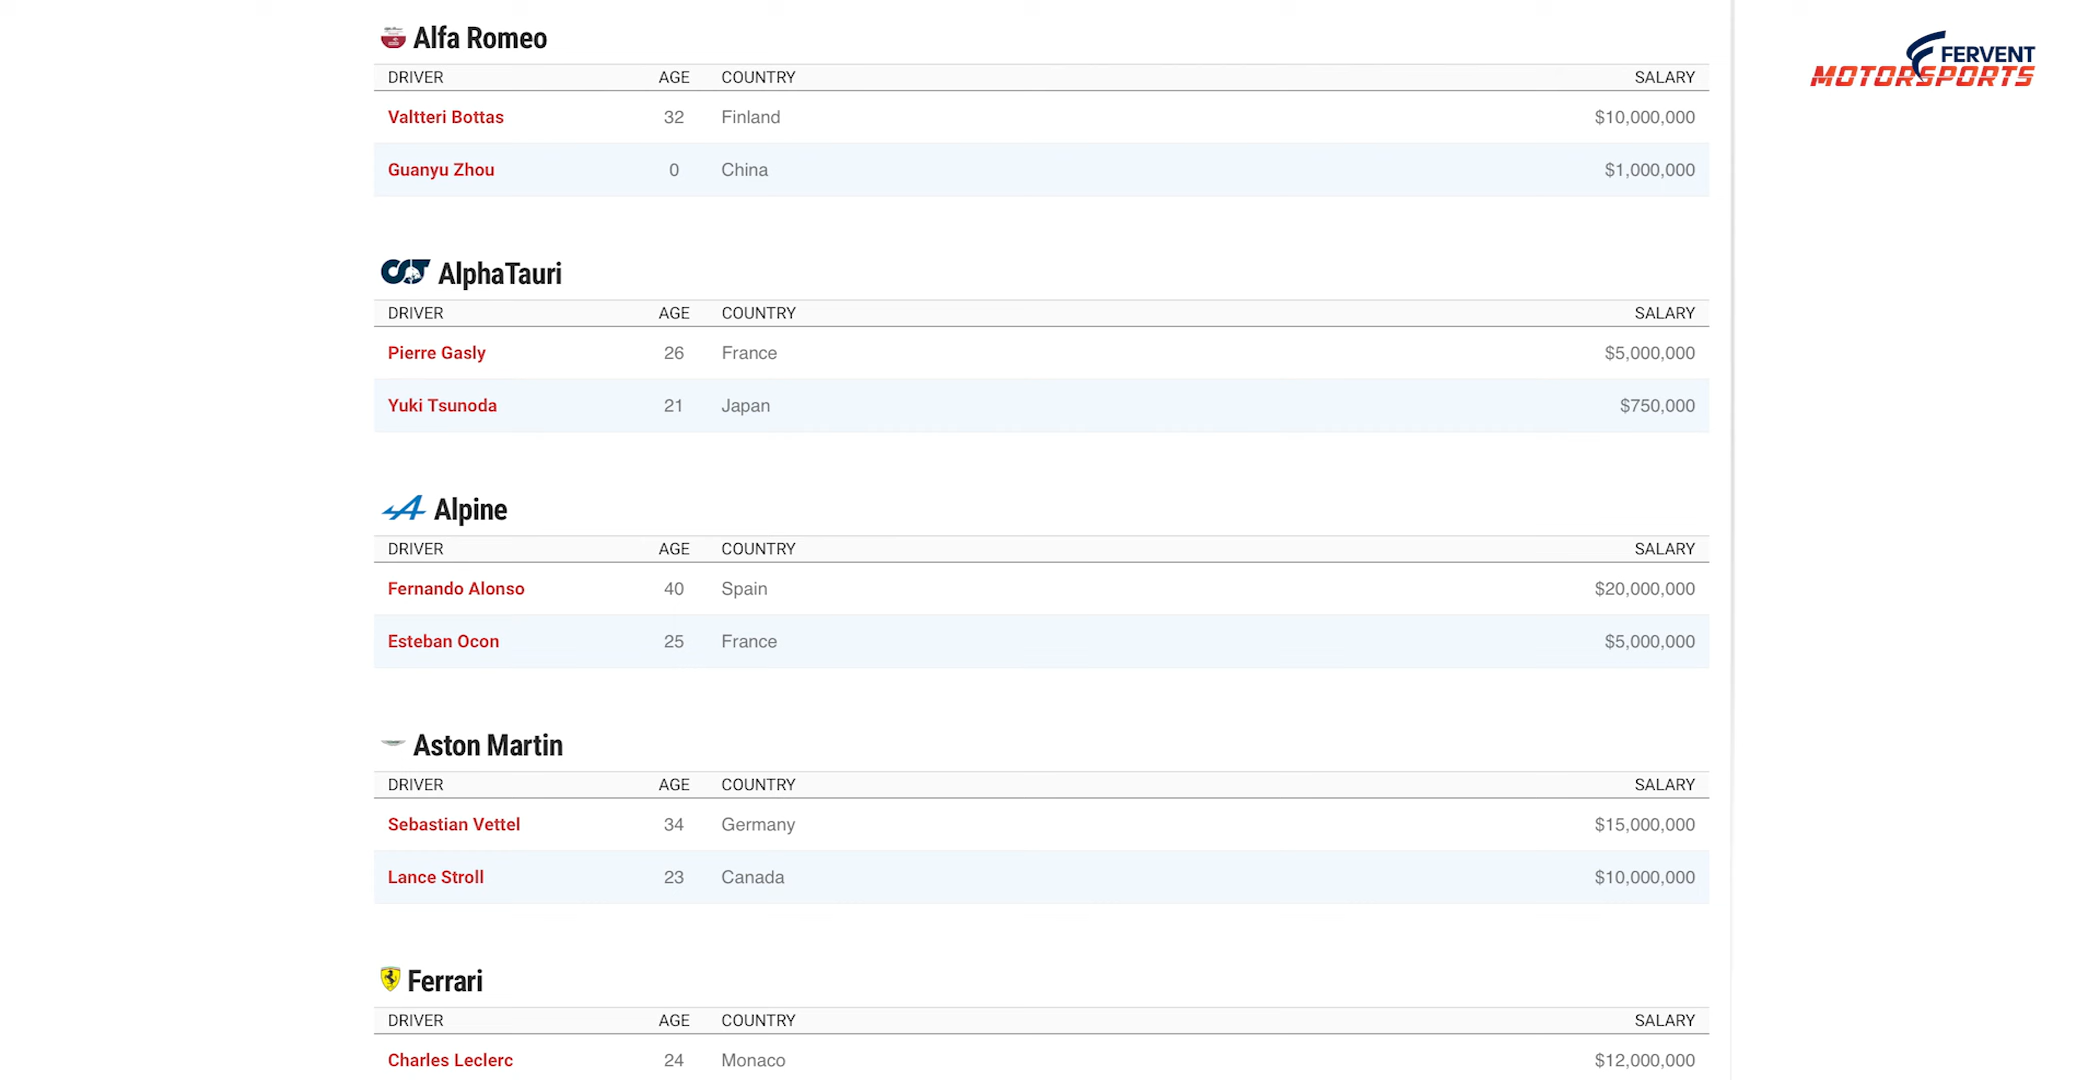 Alfa Romeo
DRIVER AGE COUNTRY SALARY
Valtteri Bottas 32 Finland $10,000,000
Guanyu Zhou 0 China $1,000,000
AlphaTauri
DRIVER AGE COUNTRY SALARY
Pierre Gasly 26 France $5,000,000
Yuki Tsunoda 21 Japan $750,000
Alpine
DRIVER AGE COUNTRY SALARY
Fernando Alonso 40 Spain $20,000,000
Esteban Ocon 25 France $5,000,000
Aston Martin
DRIVER AGE COUNTRY SALARY
Sebastian Vettel 34 Germany $15,000,000
Lance Stroll 23 Canada $10,000,000
Ferrari
DRIVER AGE COUNTRY SALARY
Charles Leclerc 24 Monaco $12,000,000
FERVENT
MOTORSPORTS